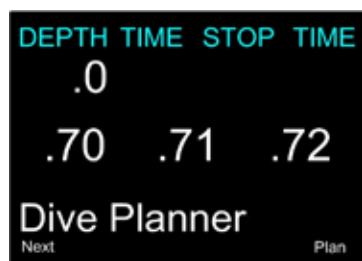 DEPTH TIME STOP TIME
.0
.70 .71 .72
Dive Planner
Next Plan